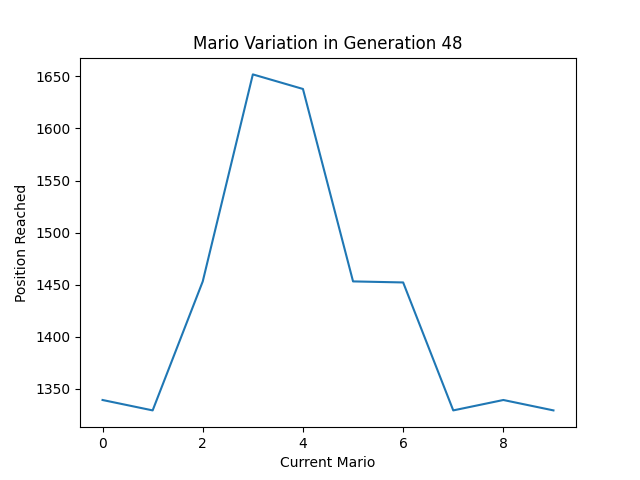 Mario Variation in Generation 48
Position Reached
1650
1600
1550
1500
1450
1400
1350
0 2 4 6 8
Current Mario